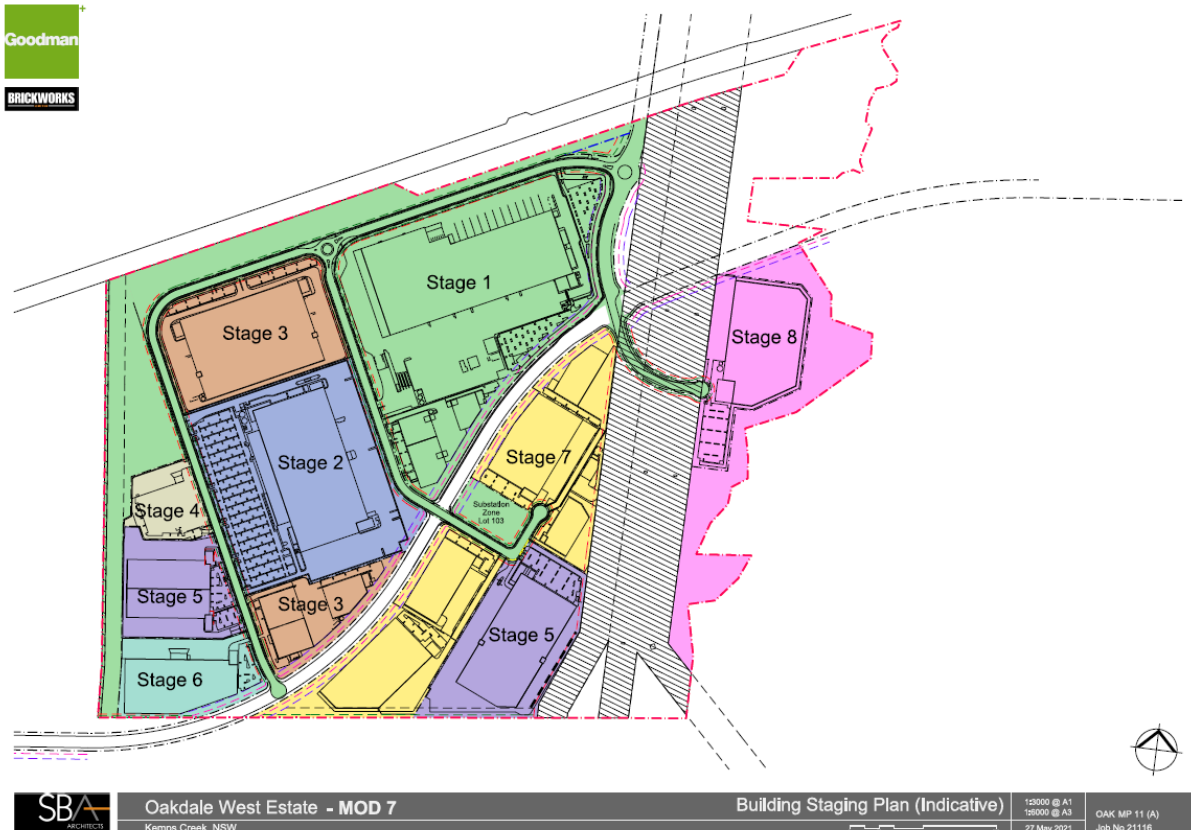 Goodman+
BRICKWORKS
Stage 1
Stage 3
Stage 8
Stage 2
Stage 7
Substation
Zone
Lot 103
Stage 4
Stage 5
Stage 3
Stage 5
Stage 6
SBA
ARCHITECTS
Oakdale West Estate - MOD 7
Kemps Creek, NSW
Building Staging Plan (Indicative)
1:3000 @ A1
1:6000 @ A3
27 May 2021
OAK MP 11 (A)
Job No 21116